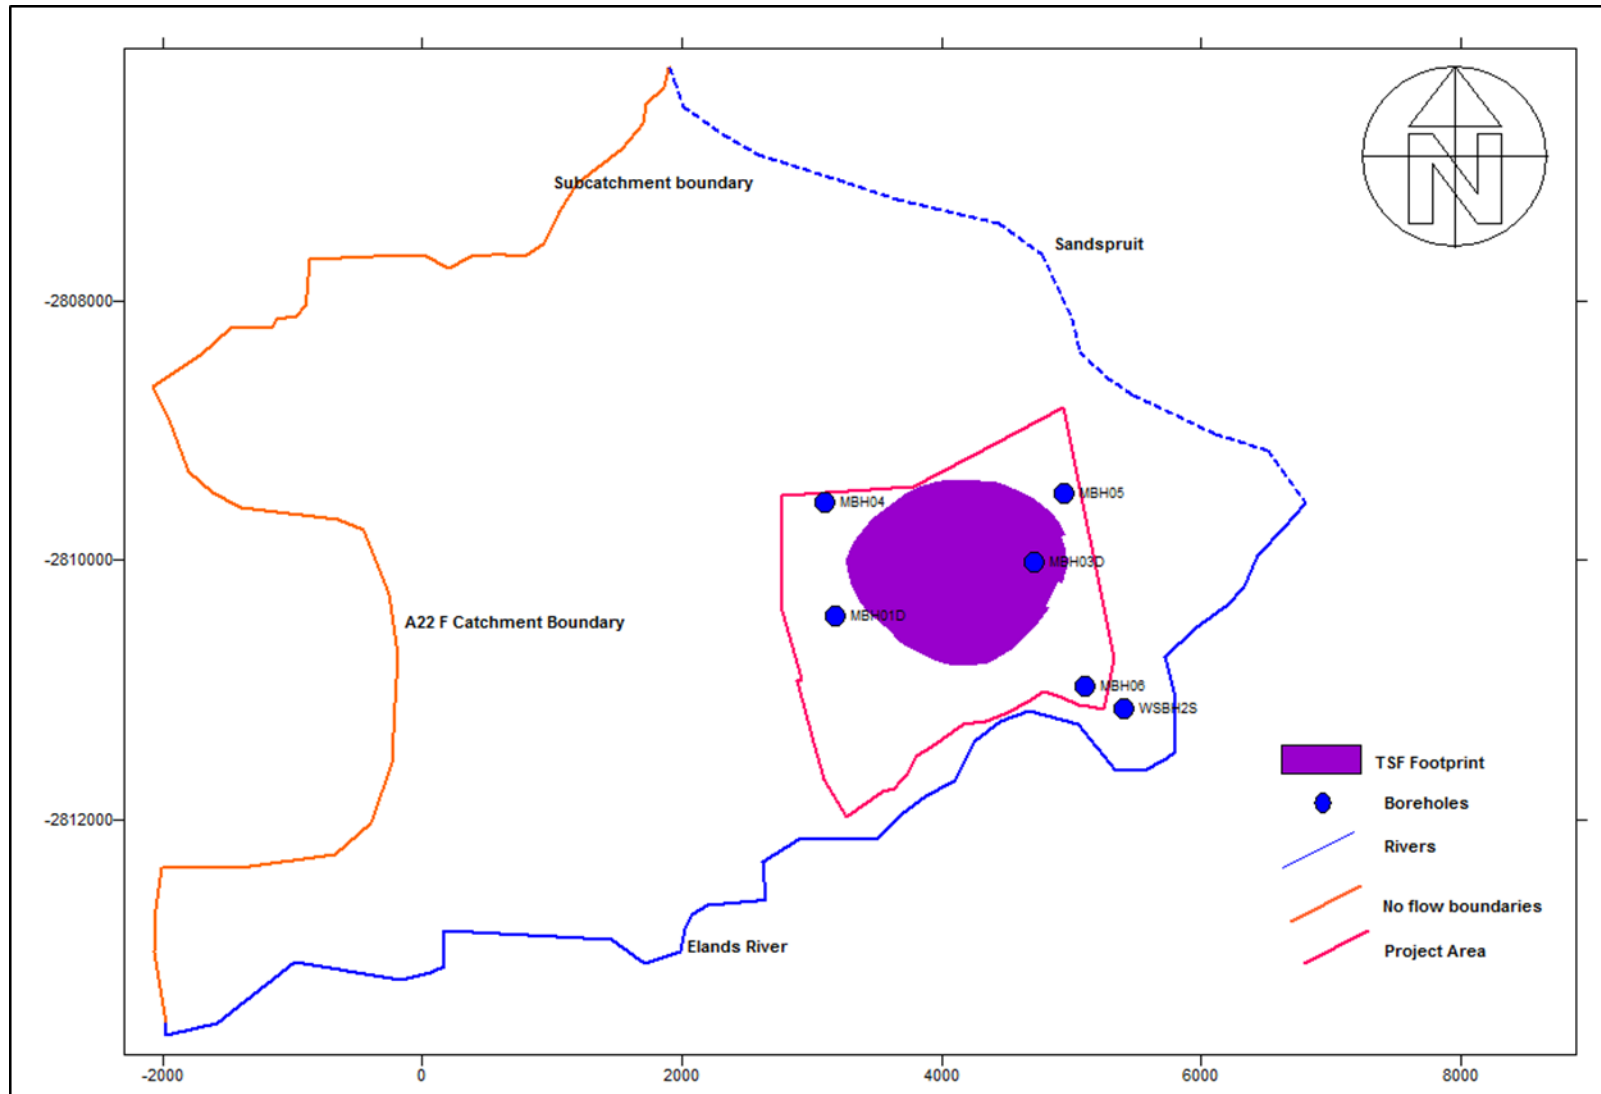 Subcatchment boundary
Sandspruit
-2808000
MBH04
MBH05
-2810000
MBH03D
MBH01D
A22 F Catchment Boundary
MBH06
WSBH2S
TSF Footprint
Boreholes
-2812000
Rivers
No flow boundaries
Elands River
Project Area
-2000
0
2000
4000
6000
8000
N